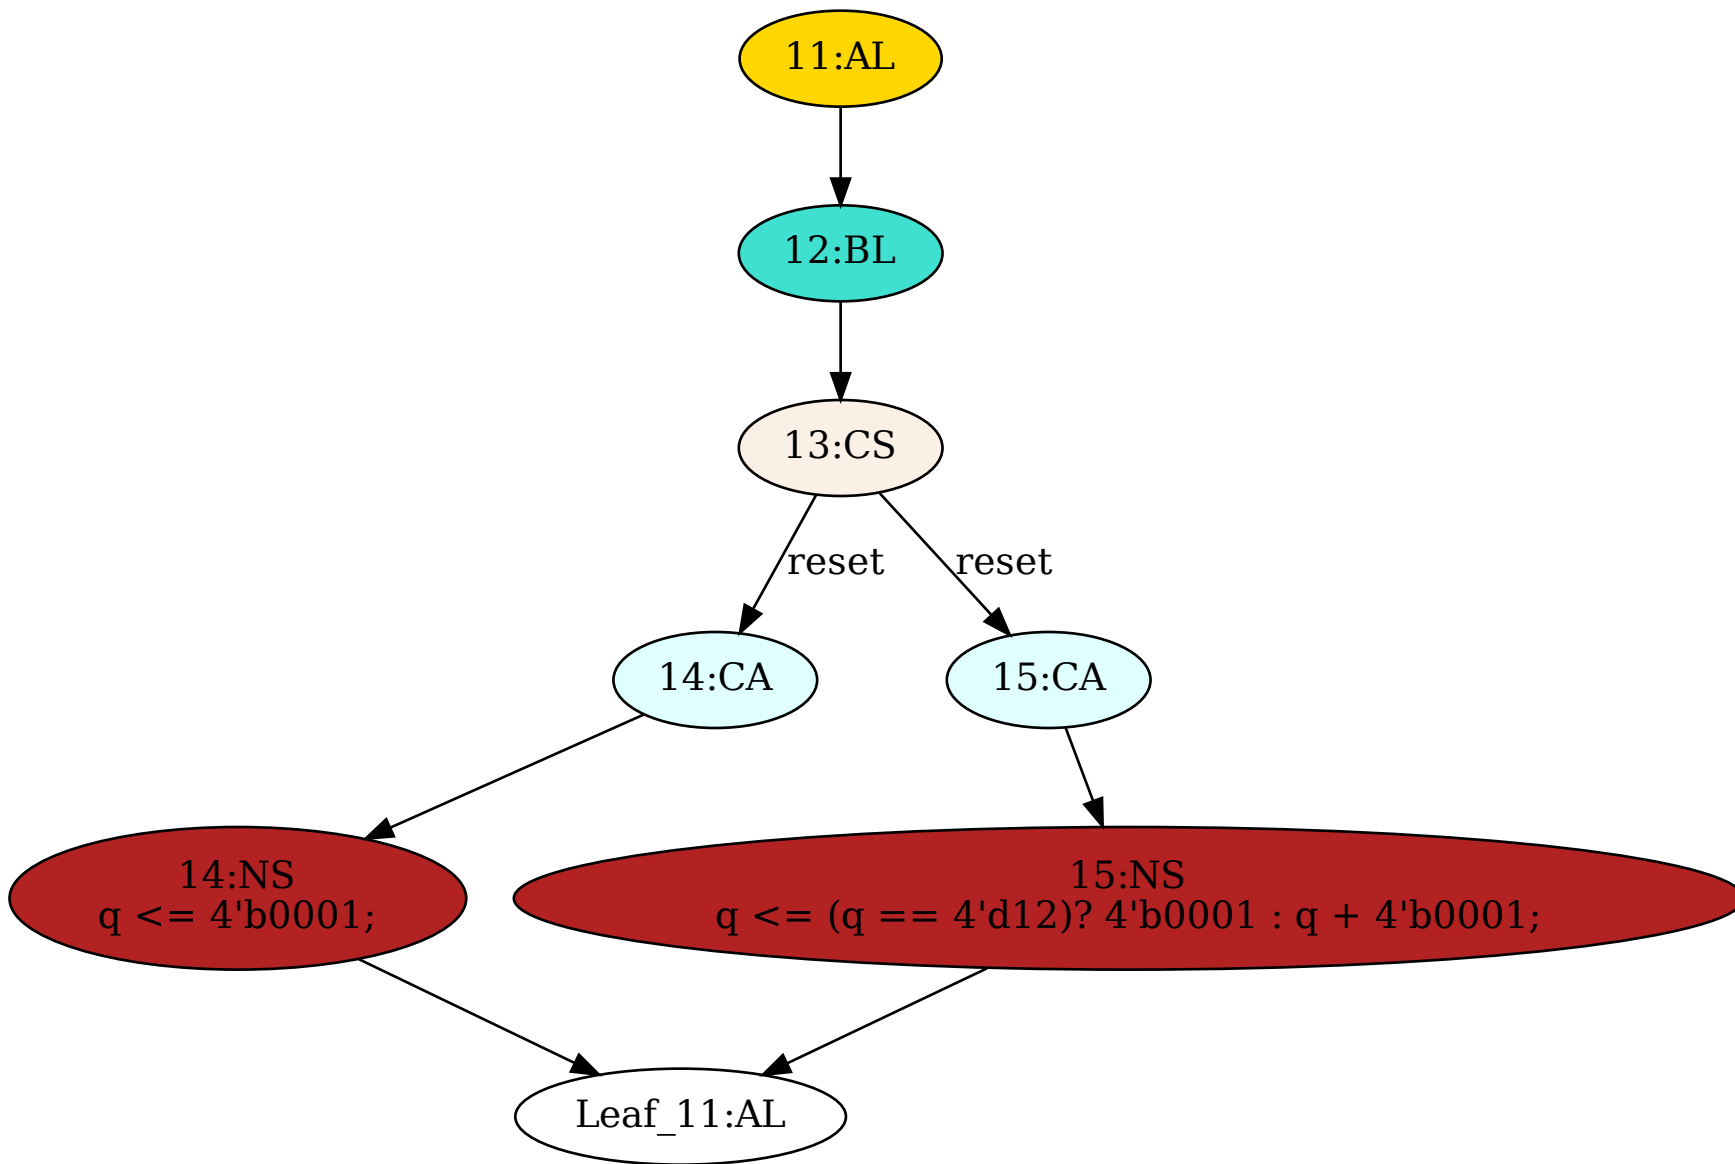 11:AL
12:BL
13:CS
reset
reset
14:CA
15:CA
14:NS
q <= 4'b0001;
15:NS
q <= (q == 4'd12)? 4'b0001 : q + 4'b0001;
Leaf_11:AL